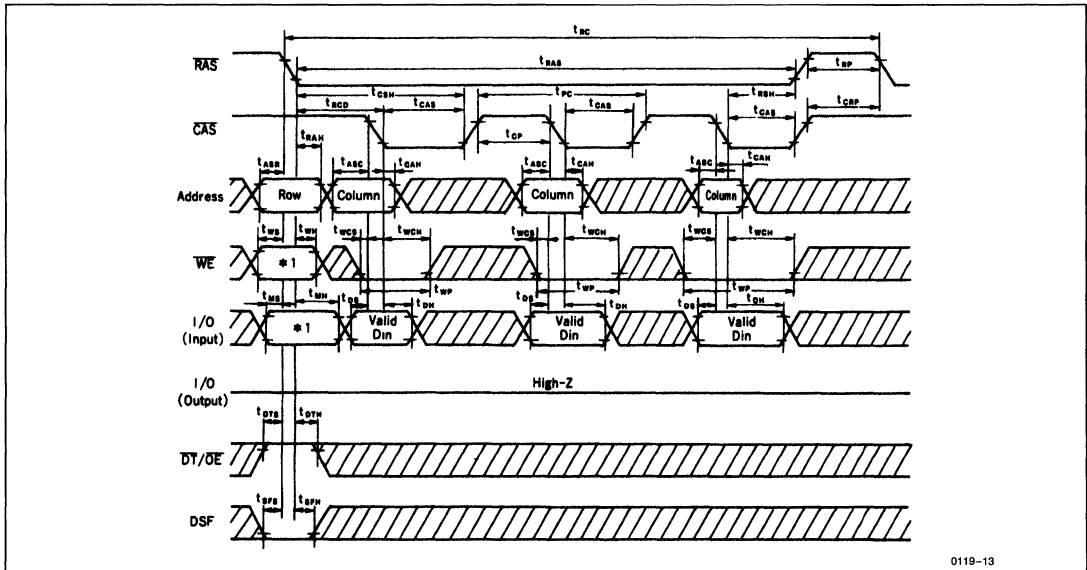 tRC
RAS
tRAS
tRP
tCSH
tPC
tRSH
tRCD
tCAS
tCAS
tCAS
tCRP
CAS
tCP
tRAH
tASR
tASC
tCAH
tASC
tCAH
tASC
tCAH
Address
Row
Column
Column
Column
tWS
tWH
tWCS
tWCH
tWCS
tWCH
tWCS
tWCH
WE
*1
tWP
tWP
tWP
tMS
tMH
tDS
tDH
tDS
tDH
tDS
tDH
I/O
(Input)
*1
Valid
Din
Valid
Din
Valid
Din
I/O
(Output)
High-Z
tDTS
tDTH
DT/OE
tSFS
tSFH
DSF
0119-13